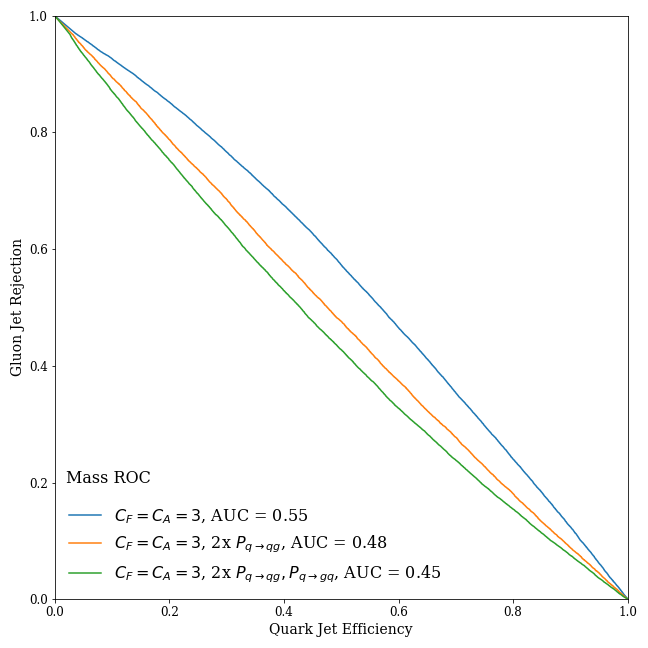 1.0
0.8
0.6
0.4
0.2
0.0
Gluon Jet Rejection
Mass ROC
C_F = C_A = 3, AUC = 0.55
C_F = C_A = 3, 2x P_{q→qg}, AUC = 0.48
C_F = C_A = 3, 2x P_{q→qg}, P_{q→gq}, AUC = 0.45
0.0 0.2 0.4 0.6 0.8 1.0
Quark Jet Efficiency